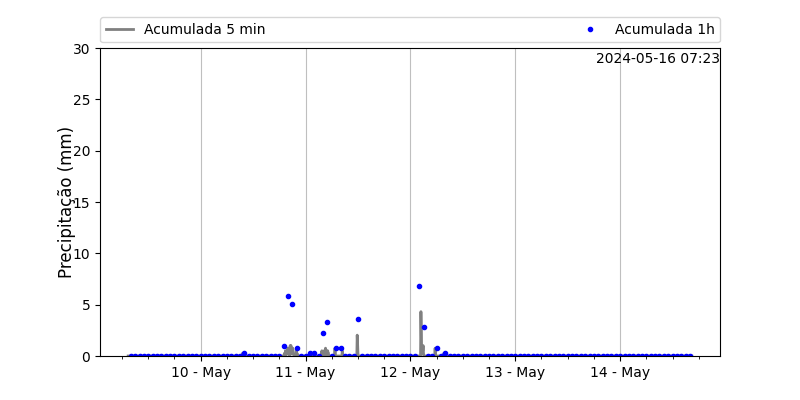 Acumulada 5 min
Acumulada 1h
2024-05-16 07:23
Precipitação (mm)
30
25
20
15
10
5
0
10 - May
11 - May
12 - May
13 - May
14 - May